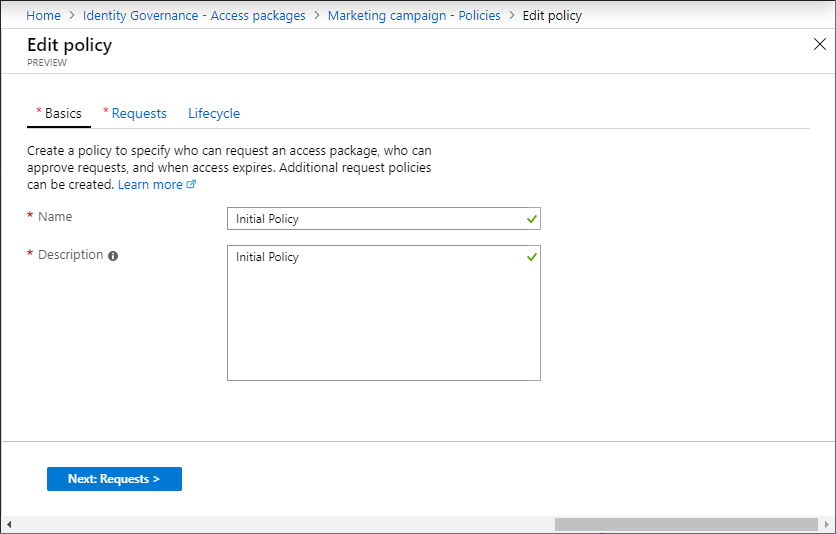 Home > Identity Governance - Access packages > Marketing campaign - Policies > Edit policy
Edit policy
PREVIEW
* Basics * Requests Lifecycle
Create a policy to specify who can request an access package, who can
approve requests, and when access expires. Additional request policies
can be created. Learn more
* Name
Initial Policy
* Description
Initial Policy
Next: Requests >